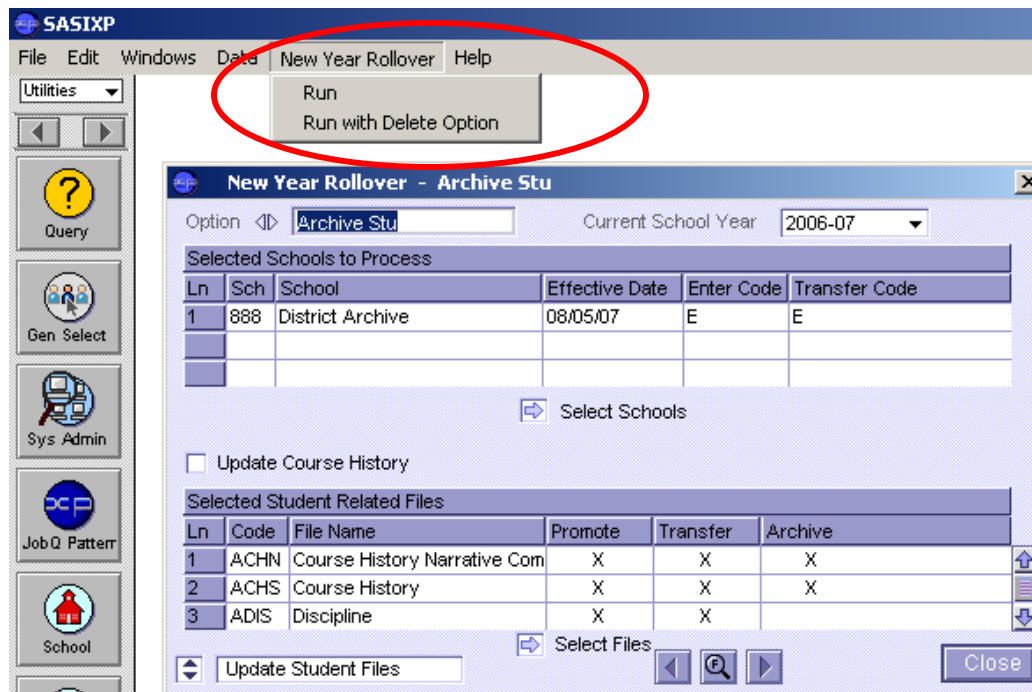 SASIXP
File Edit Windows Data New Year Rollover Help
Utilities
Run
Run with Delete Option
Query
Gen Select
Sys Admin
JobQ Pattern
School
New Year Rollover - Archive Stu
Option Archive Stu Current School Year 2006-07
Selected Schools to Process
Ln Sch School Effective Date Enter Code Transfer Code
1 888 District Archive 08/05/07 E E
Select Schools
Update Course History
Selected Student Related Files
Ln Code File Name Promote Transfer Archive
1 ACHN Course History Narrative Com X X X
2 ACHS Course History X X X
3 ADIS Discipline X X
Select Files
Update Student Files
Close